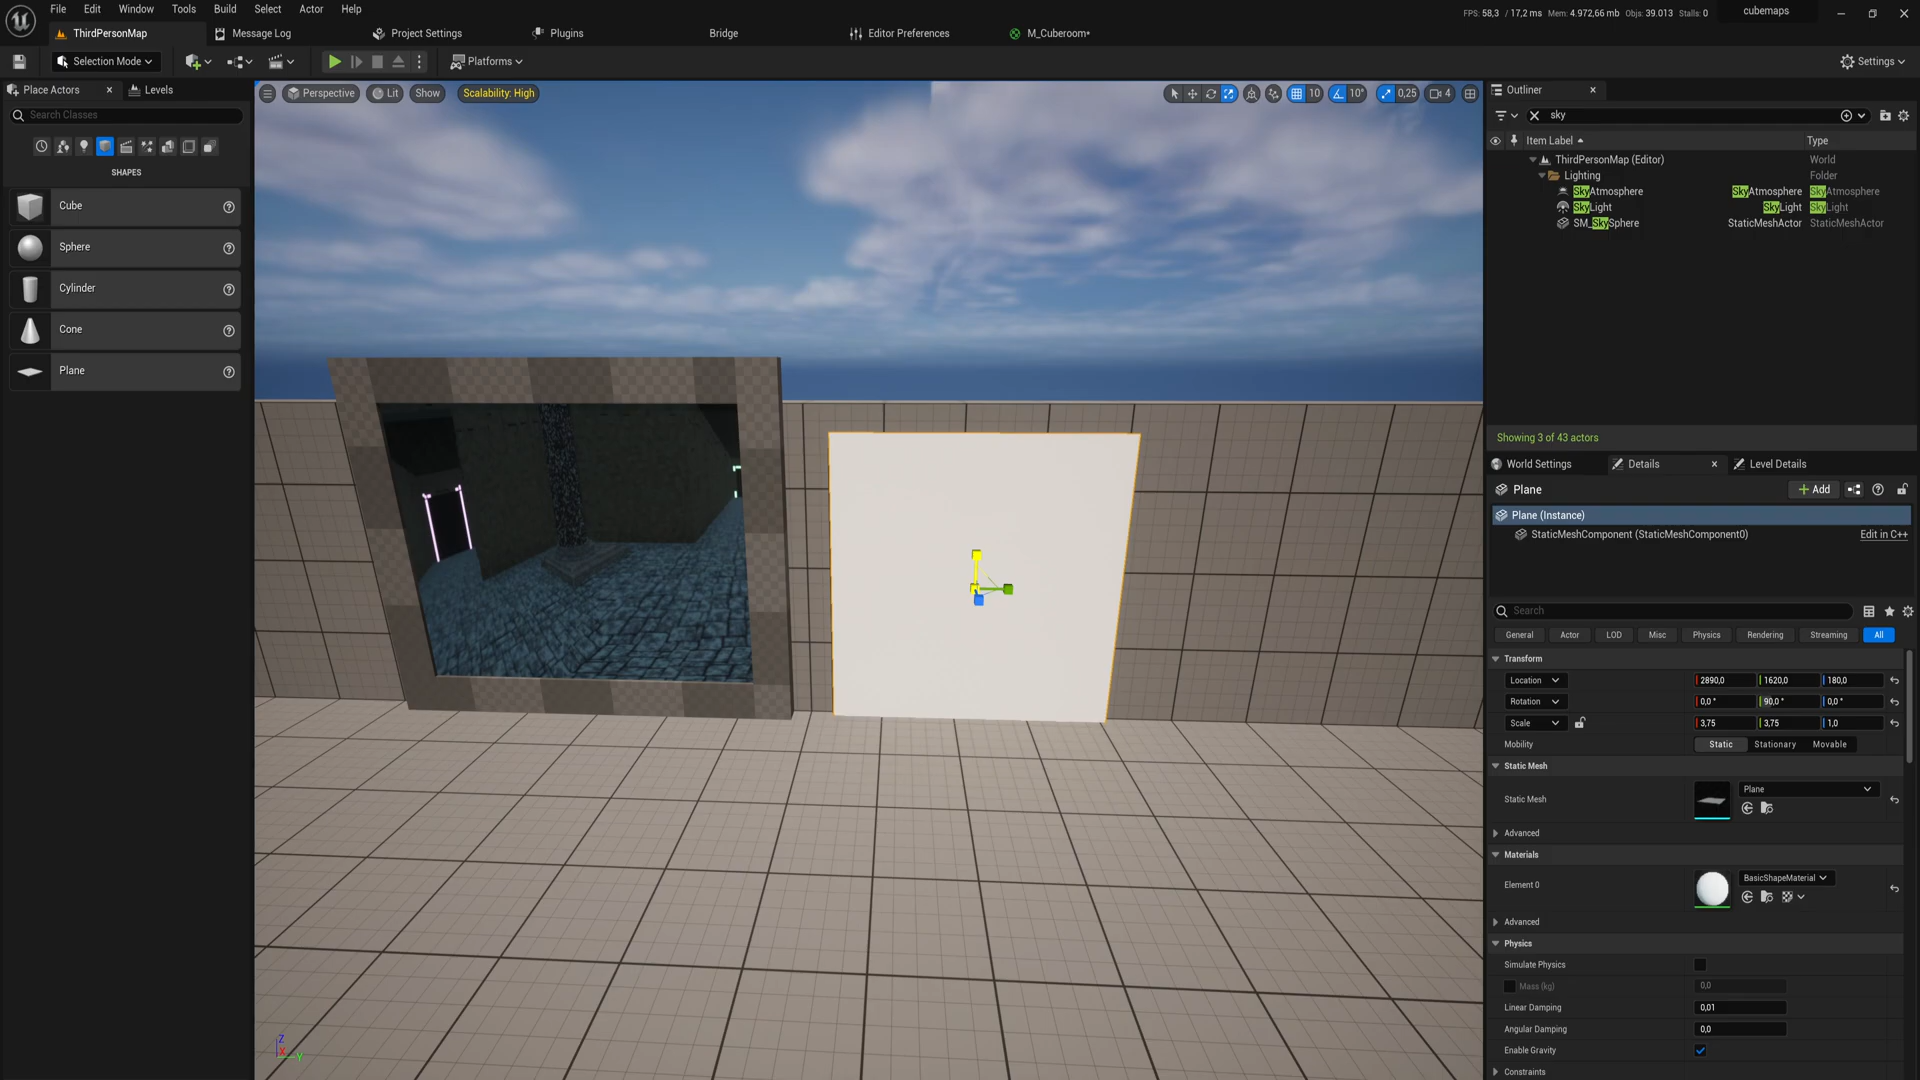 File Edit Window Tools Build Select Actor Help
FPS: 58,3 / 17,2 ms Mem: 4.972,66 mb Objs: 39.013 Stalls: 0 cubemaps
ThirdPersonMap Message Log Project Settings Plugins Bridge Editor Preferences M_Cuberoom*
Selection Mode Platforms Settings
Place Actors Levels
Search Classes
SHAPES
Cube
Sphere
Cylinder
Cone
Plane
Perspective Lit Show Scalability: High 10 10° 0,25 4
Z
X
Y
Outliner
sky
Item Label Type
ThirdPersonMap (Editor) World
Lighting Folder
SkyAtmosphere SkyAtmosphere SkyAtmosphere
SkyLight SkyLight SkyLight
SM_SkySphere StaticMeshActor StaticMeshActor
Showing 3 of 43 actors
World Settings Details Level Details
Plane Add
Plane (Instance)
StaticMeshComponent (StaticMeshComponent0) Edit in C++
Search
General Actor LOD Misc Physics Rendering Streaming All
Transform
Location 2890,0 1620,0 180,0
Rotation 0,0 ° 90,0 ° 0,0 °
Scale 3,75 3,75 1,0
Mobility Static Stationary Movable
Static Mesh
Static Mesh Plane
Advanced
Materials
Element 0 BasicShapeMaterial
Advanced
Physics
Simulate Physics
Mass (kg) 0,0
Linear Damping 0,01
Angular Damping 0,0
Enable Gravity
Constraints